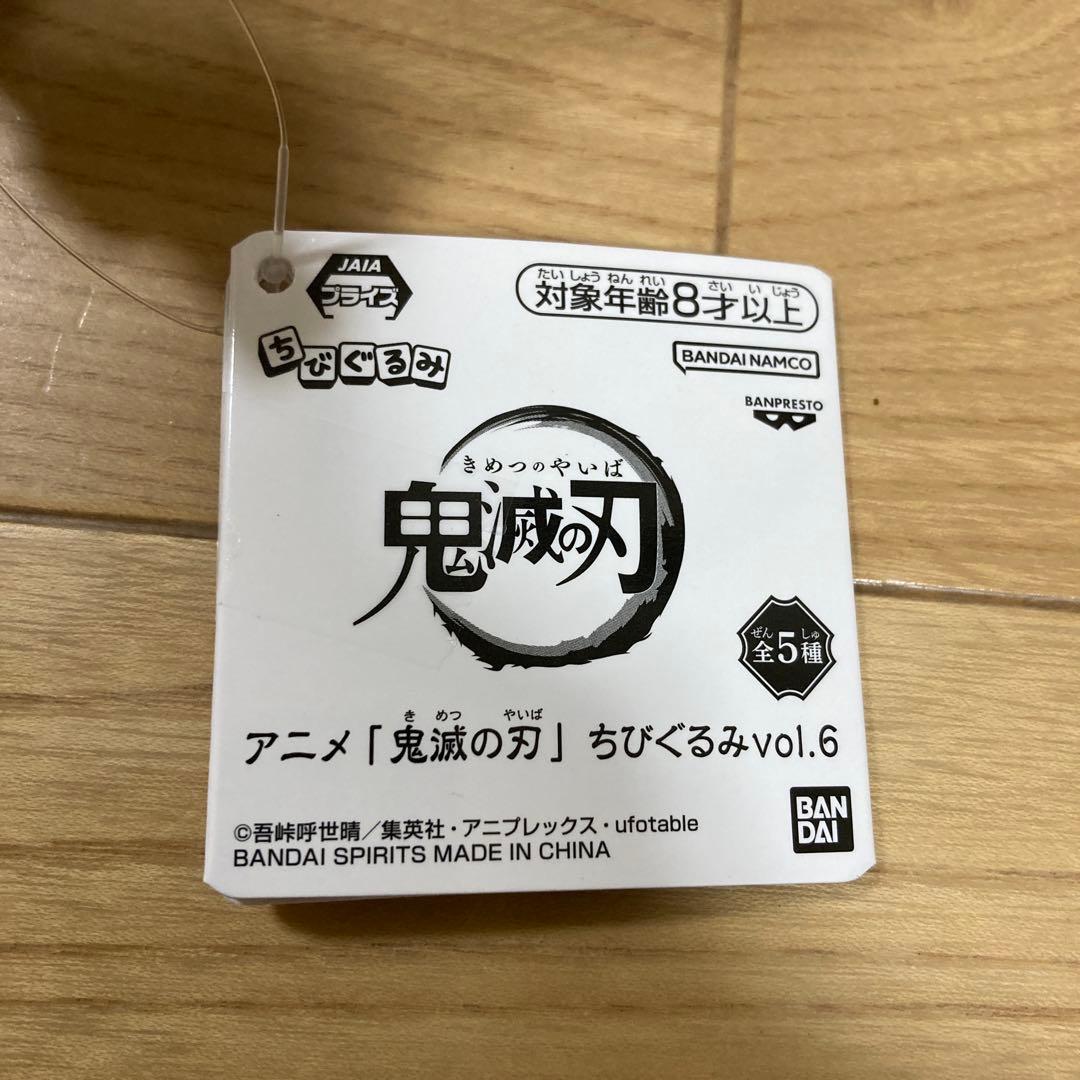 JAIA
プライズ
たいしょうねんれい さいいじょう
対象年齢8才以上
ちびぐるみ
BANDAI NAMCO
BANPRESTO
きめつのやいば
鬼滅の刃
ぜん しゅ
全5種
き めつ やいば
アニメ「鬼滅の刃」ちびぐるみvol.6
BAN
DAI
©吾峠呼世晴／集英社・アニプレックス・ufotable
BANDAI SPIRITS MADE IN CHINA